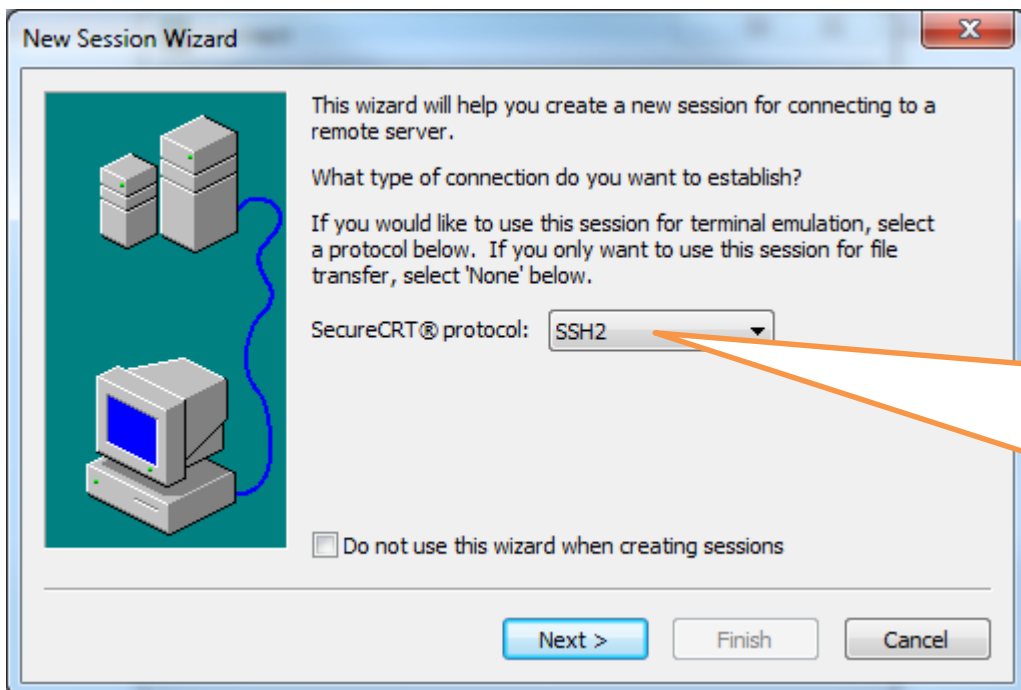 New Session Wizard
This wizard will help you create a new session for connecting to a
remote server.
What type of connection do you want to establish?
If you would like to use this session for terminal emulation, select
a protocol below.  If you only want to use this session for file
transfer, select 'None' below.
SecureCRT® protocol: SSH2
Do not use this wizard when creating sessions
Next > Finish Cancel